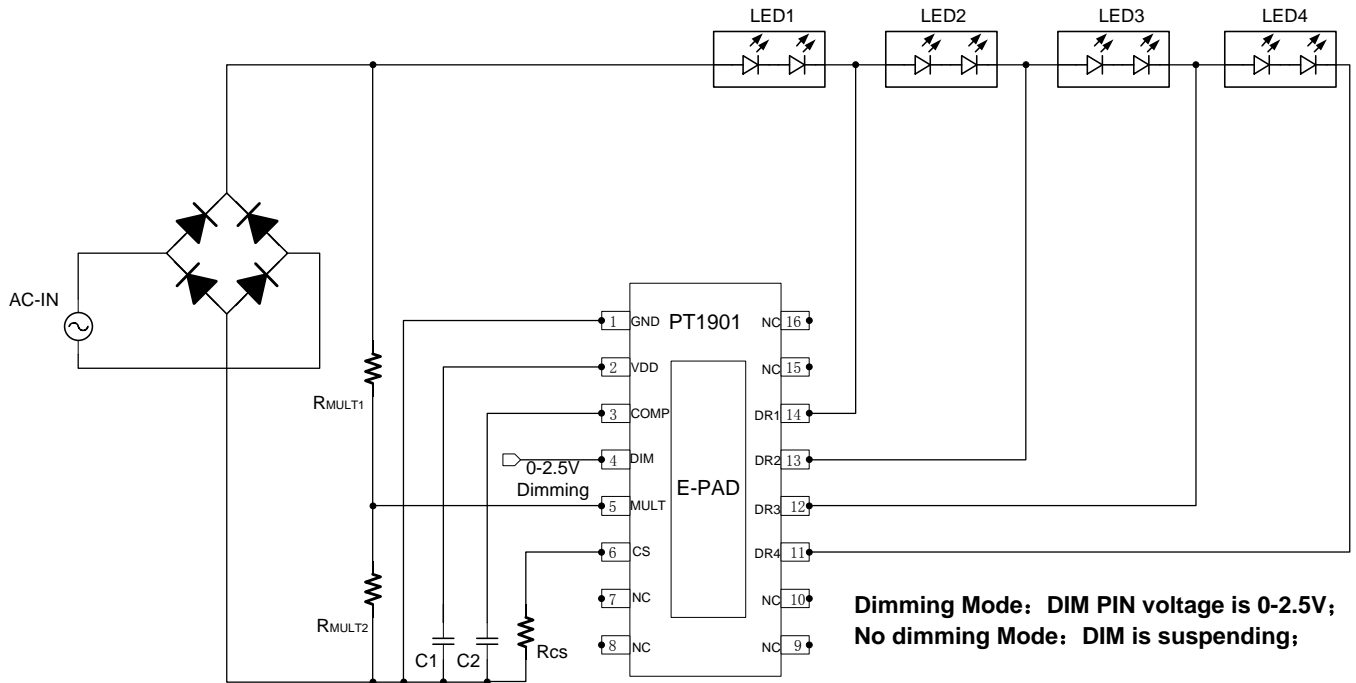 LED1
LED2
LED3
LED4
AC-IN
RMULT1
RMULT2
C1
C2
Rcs
0-2.5V
Dimming
PT1901
E-PAD
1 GND
2 VDD
3 COMP
4 DIM
5 MULT
6 CS
7 NC
8 NC
NC 16
NC 15
DR1 14
DR2 13
DR3 12
DR4 11
NC 10
NC 9
Dimming Mode：DIM PIN voltage is 0-2.5V；
No dimming Mode：DIM is suspending；